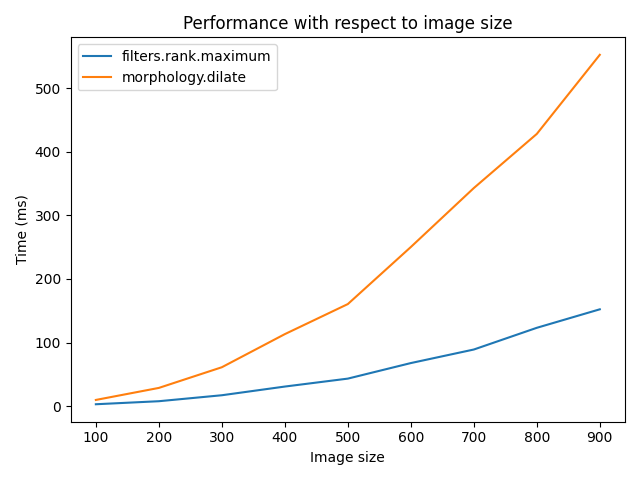 Performance with respect to image size
filters.rank.maximum
morphology.dilate
Time (ms)
500
400
300
200
100
0
100 200 300 400 500 600 700 800 900
Image size